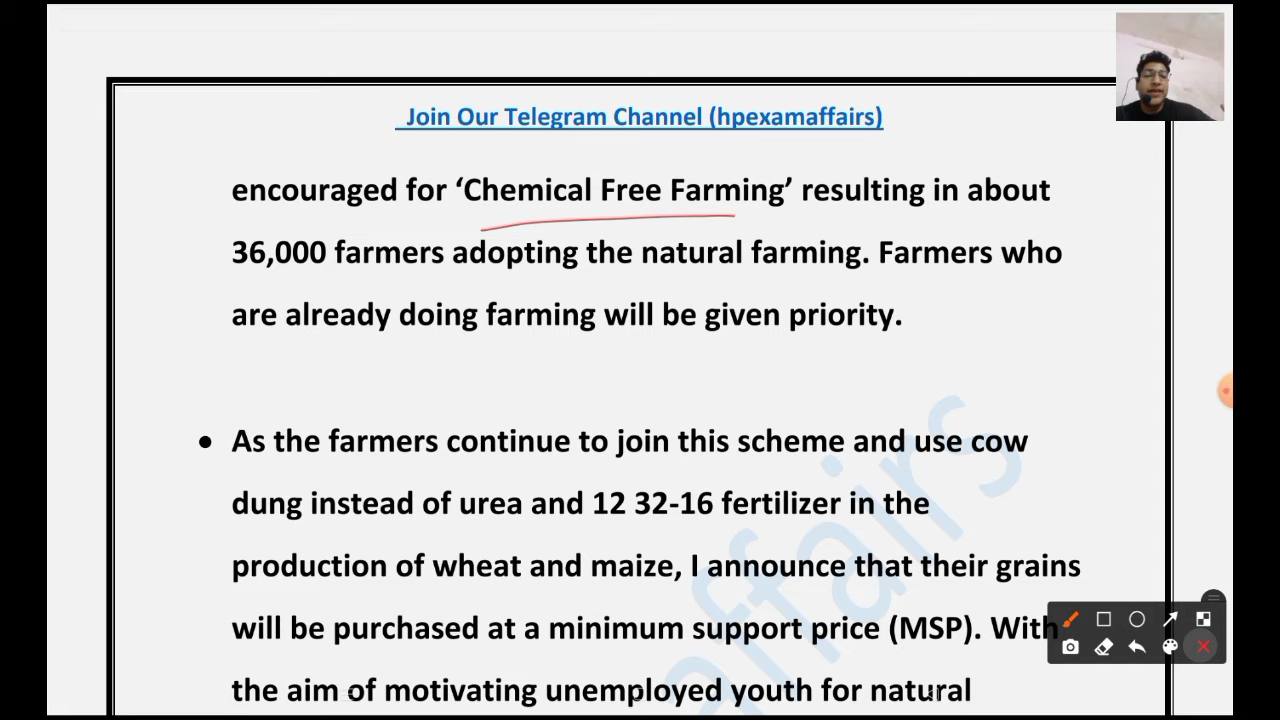 Join Our Telegram Channel (hpexamaffairs)
encouraged for ‘Chemical Free Farming’ resulting in about
36,000 farmers adopting the natural farming. Farmers who
are already doing farming will be given priority.
As the farmers continue to join this scheme and use cow
dung instead of urea and 12 32-16 fertilizer in the
production of wheat and maize, I announce that their grains
will be purchased at a minimum support price (MSP). With
the aim of motivating unemployed youth for natural
affairs